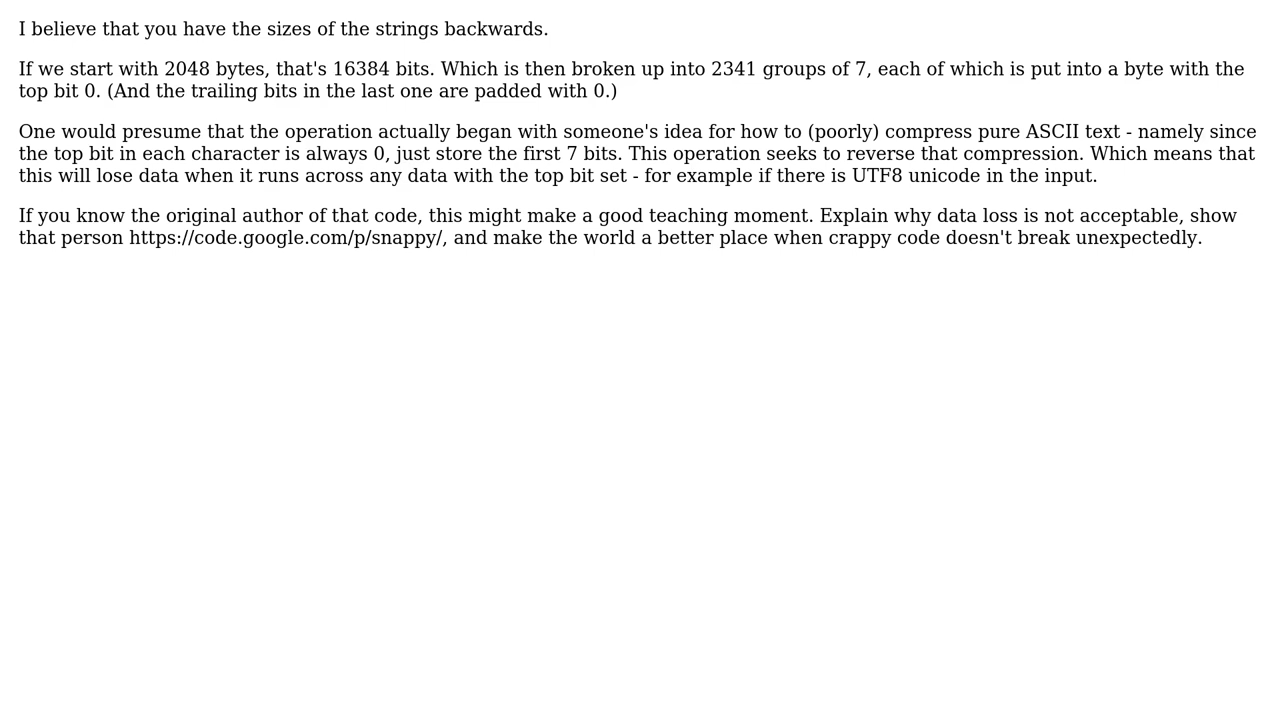 I believe that you have the sizes of the strings backwards.
If we start with 2048 bytes, that's 16384 bits. Which is then broken up into 2341 groups of 7, each of which is put into a byte with the
top bit 0. (And the trailing bits in the last one are padded with 0.)
One would presume that the operation actually began with someone's idea for how to (poorly) compress pure ASCII text - namely since
the top bit in each character is always 0, just store the first 7 bits. This operation seeks to reverse that compression. Which means that
this will lose data when it runs across any data with the top bit set - for example if there is UTF8 unicode in the input.
If you know the original author of that code, this might make a good teaching moment. Explain why data loss is not acceptable, show
that person https://code.google.com/p/snappy/, and make the world a better place when crappy code doesn't break unexpectedly.